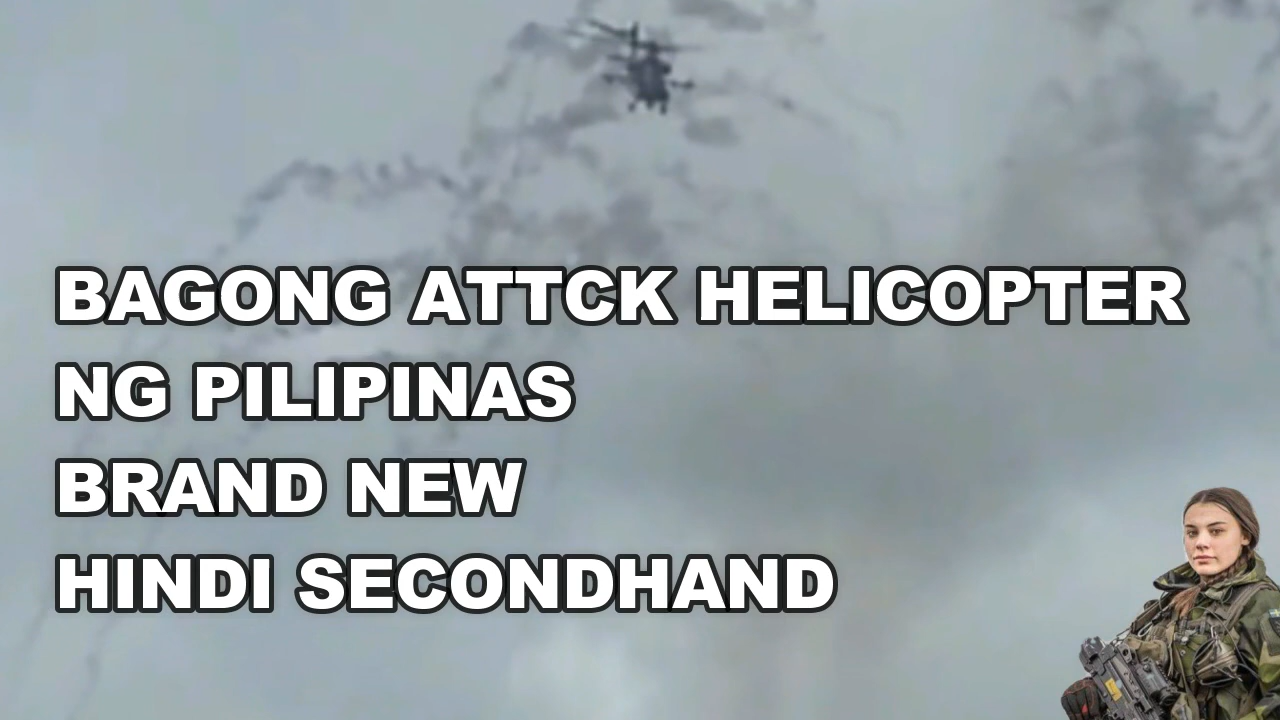 BAGONG ATTCK HELICOPTER
NG PILIPINAS
BRAND NEW
HINDI SECONDHAND